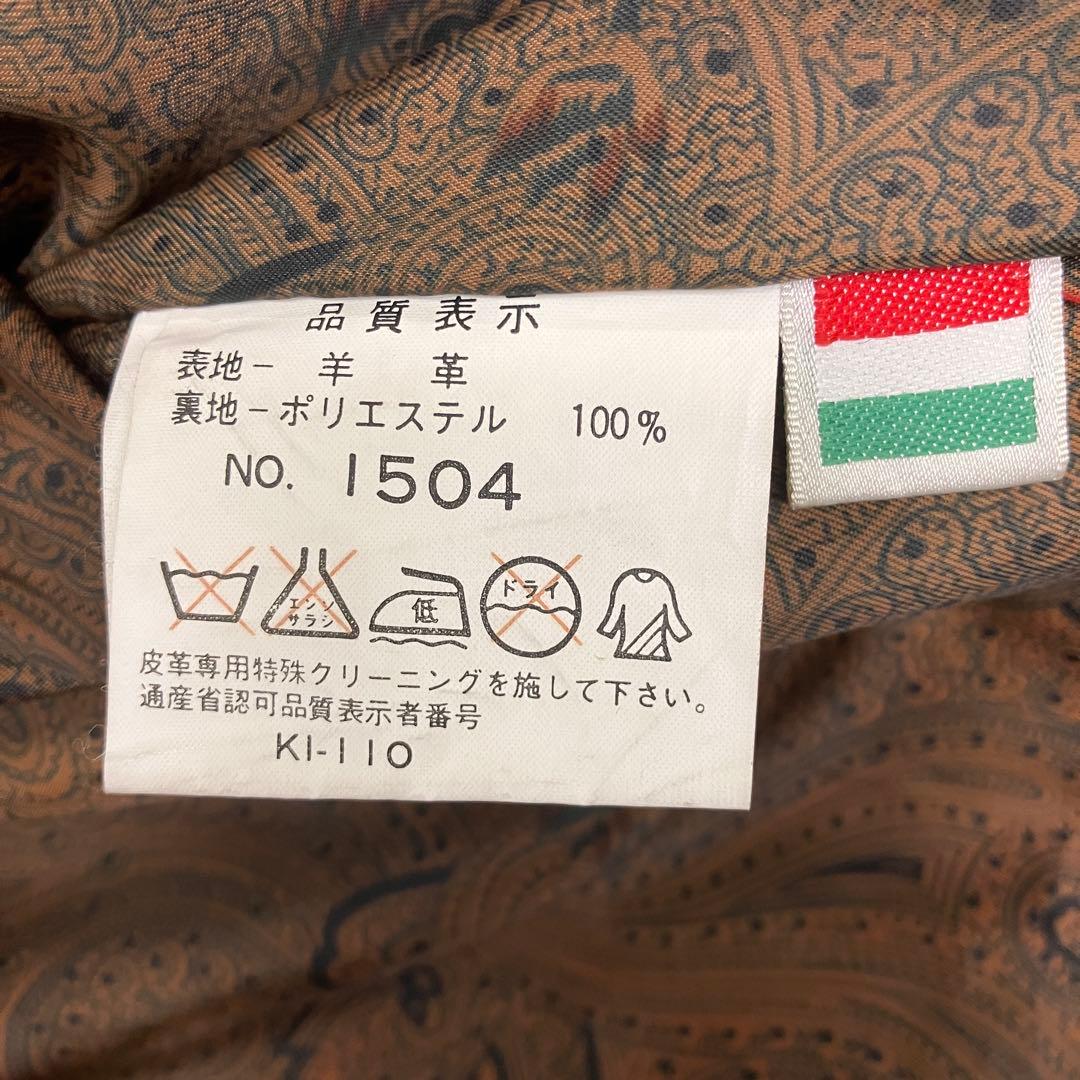 品質表示
表地－ 羊 革
裏地－ポリエステル 100%
NO. 1504
エンソ サラシ 低 ドライ
皮革専用特殊クリーニングを施して下さい。
通産省認可品質表示者番号
KI-110